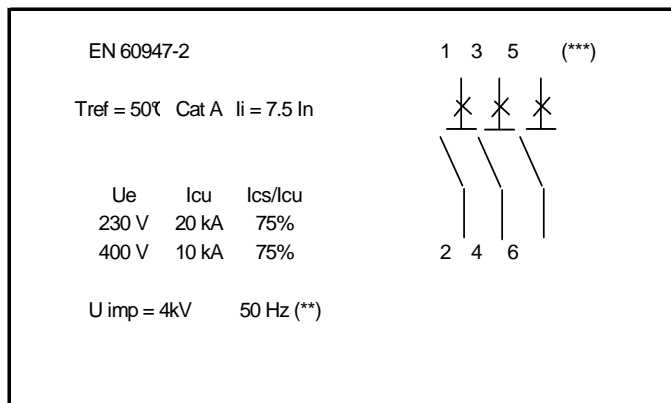 EN 60947-2
1 3 5 (***)
Tref = 50℃ Cat A Ii = 7.5 In
Ue Icu Ics/Icu
230 V 20 kA 75%
400 V 10 kA 75%
2 4 6
U imp = 4kV 50 Hz (**)